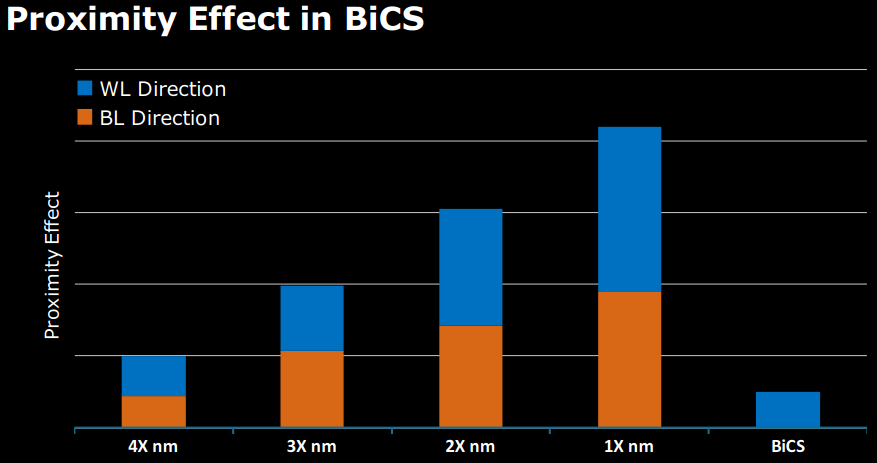 Proximity Effect in BiCS
WL Direction
BL Direction
Proximity Effect
4X nm
3X nm
2X nm
1X nm
BiCS